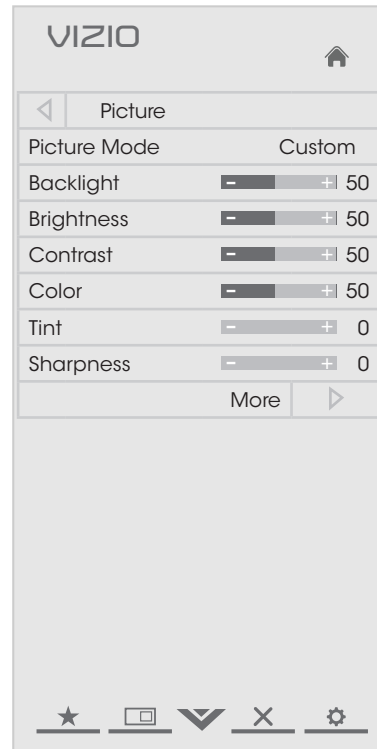 VIZIO
Picture
Picture Mode Custom
Backlight - + 50
Brightness - + 50
Contrast - + 50
Color - + 50
Tint - + 0
Sharpness - + 0
More